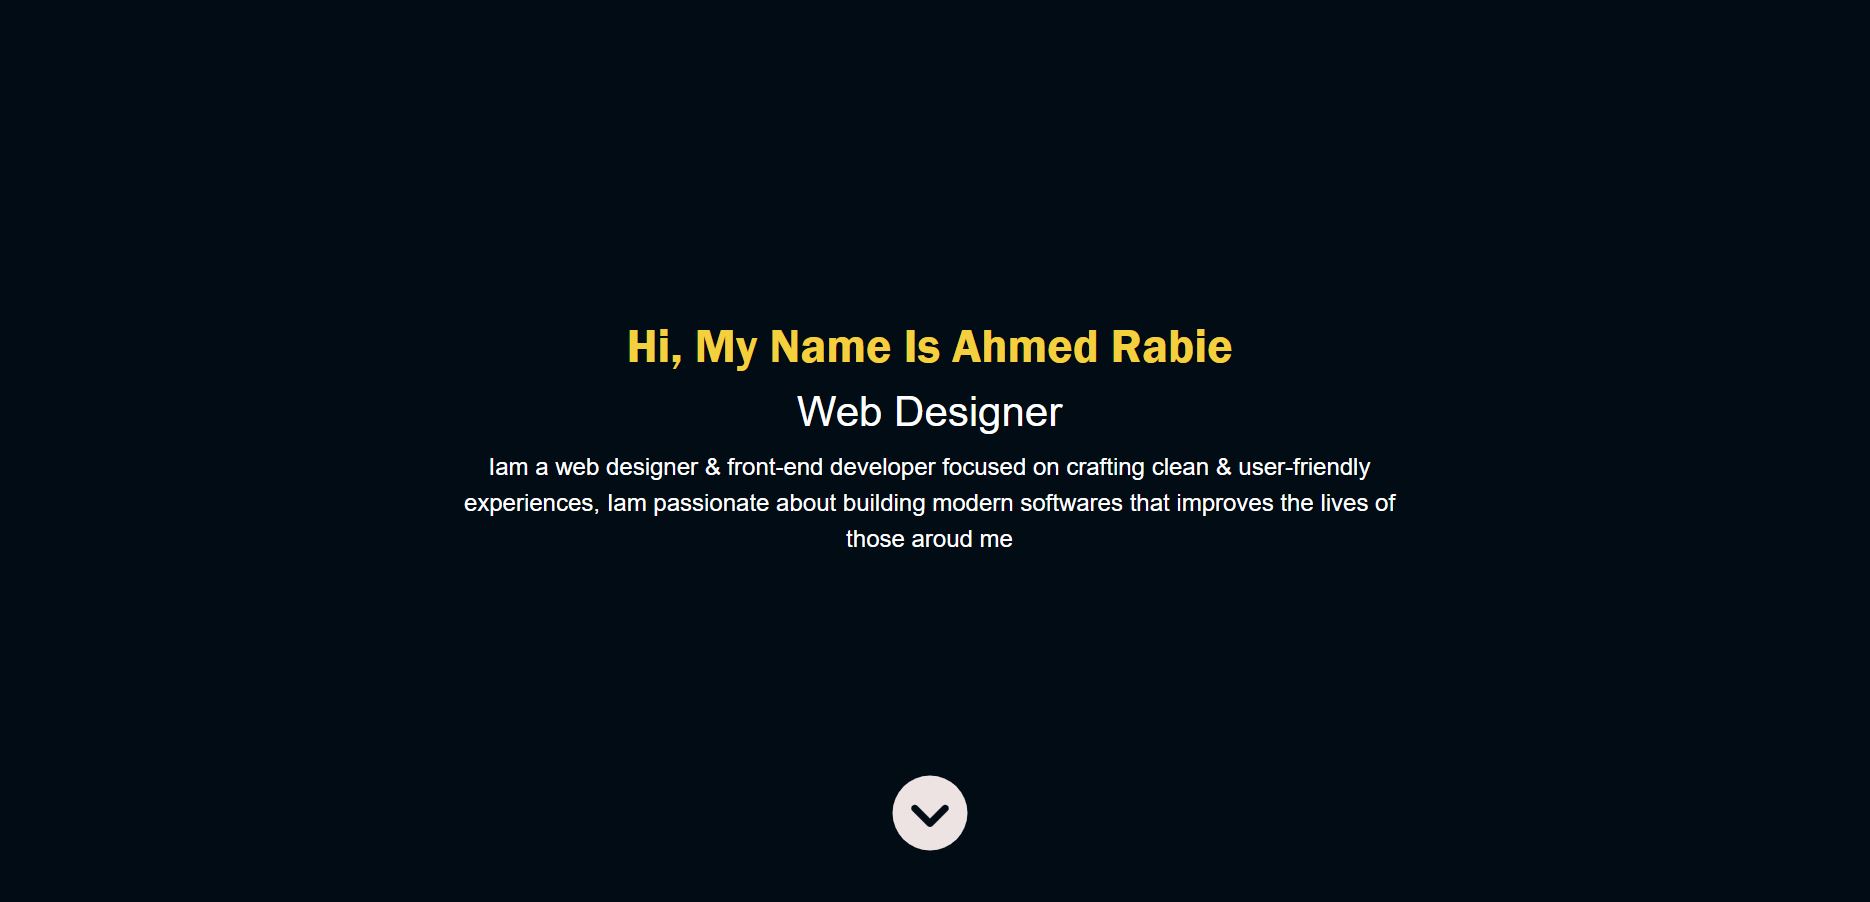 Hi, My Name Is Ahmed Rabie
Web Designer
Iam a web designer & front-end developer focused on crafting clean & user-friendly
experiences, Iam passionate about building modern softwares that improves the lives of
those aroud me